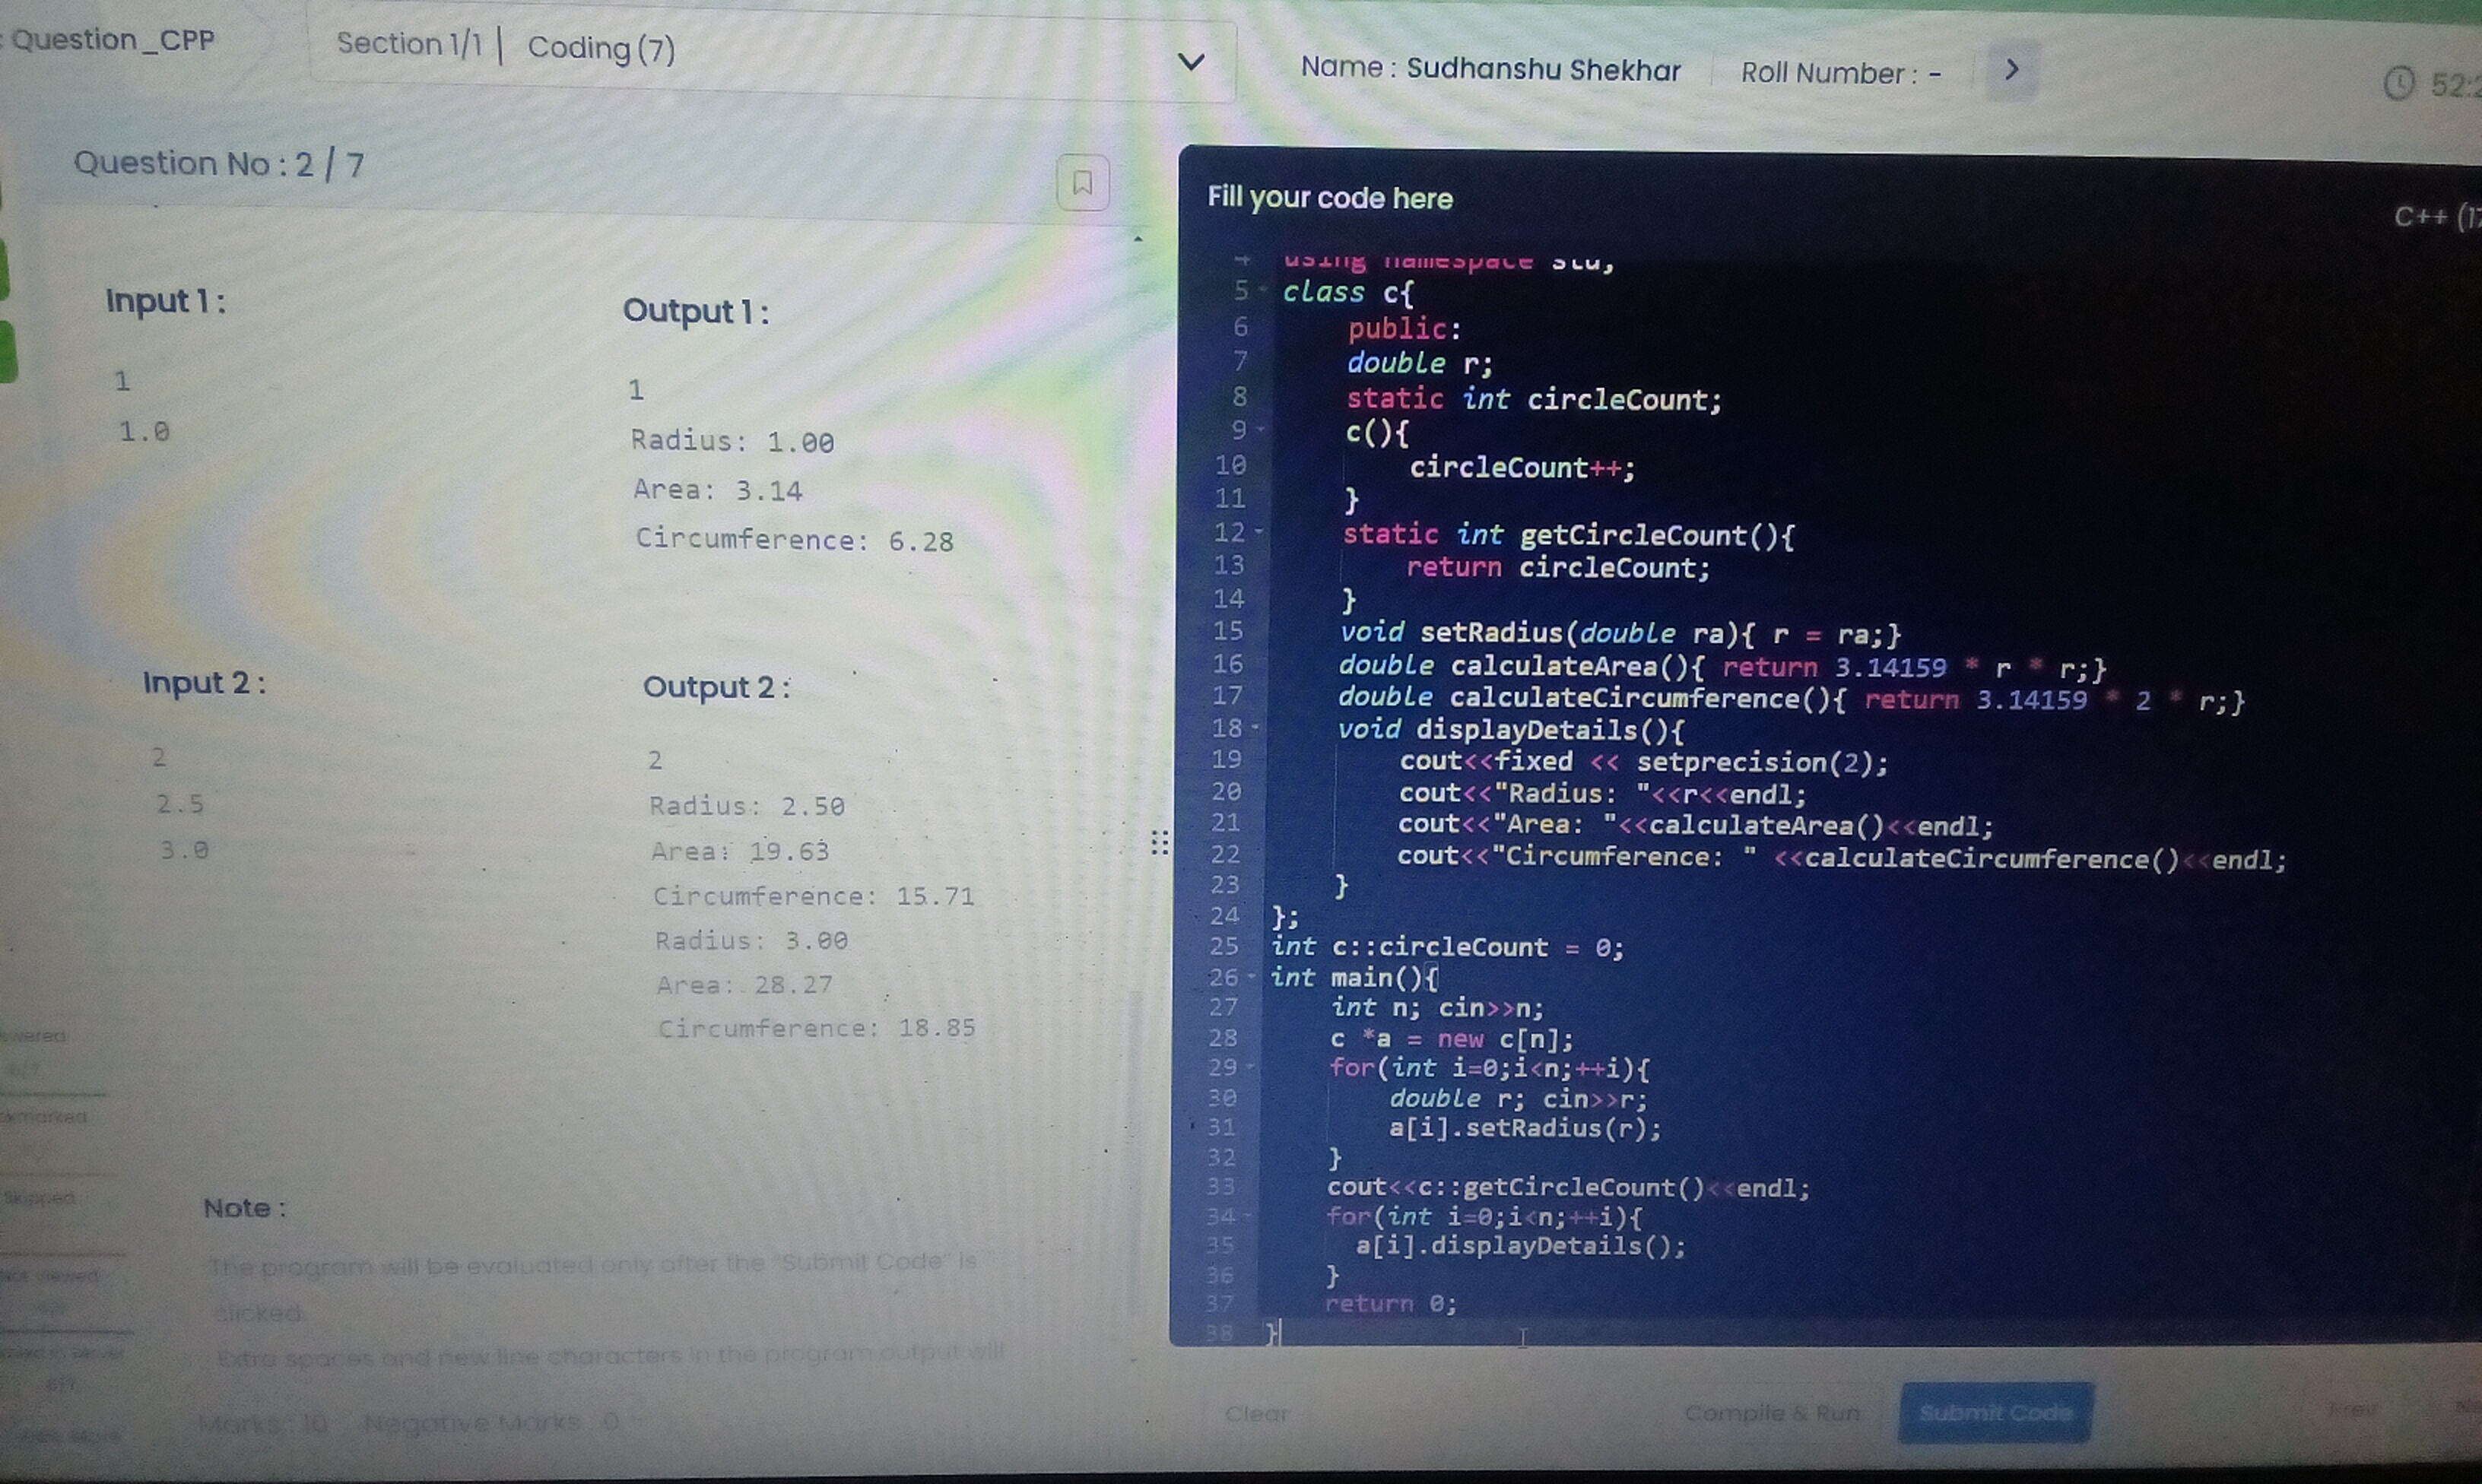 Question_CPP
Section 1/1 | Coding (7)
Name : Sudhanshu Shekhar
Roll Number : -
Question No : 2 / 7
Input 1 :
Output 1 :
1
1.0
1
Radius: 1.00
Area: 3.14
Circumference: 6.28
Input 2 :
Output 2 :
2
2.5
3.0
2
Radius: 2.50
Area: 19.63
Circumference: 15.71
Radius: 3.00
Area: 28.27
Circumference: 18.85
Note :
The program will be evaluated only after the "Submit Code" is
clicked.
Extra spaces and new line characters in the program output will
Marks : 10 Negative Marks : 0
Skipped
Not viewed
Fill your code here
C++
4 using namespace std;
5 class c{
6 public:
7 double r;
8 static int circleCount;
9 c(){
10 circleCount++;
11 }
12 static int getCircleCount(){
13 return circleCount;
14 }
15 void setRadius(double ra){ r = ra;}
16 double calculateArea(){ return 3.14159 * r * r;}
17 double calculateCircumference(){ return 3.14159 * 2 * r;}
18 void displayDetails(){
19 cout<<fixed << setprecision(2);
20 cout<<"Radius: "<<r<<endl;
21 cout<<"Area: "<<calculateArea()<<endl;
22 cout<<"Circumference: " <<calculateCircumference()<<endl;
23 }
24 };
25 int c::circleCount = 0;
26 int main(){
27 int n; cin>>n;
28 c *a = new c[n];
29 for(int i=0;i<n;++i){
30 double r; cin>>r;
31 a[i].setRadius(r);
32 }
33 cout<<c::getCircleCount()<<endl;
34 for(int i=0;i<n;++i){
35 a[i].displayDetails();
36 }
37 return 0;
38 }
Clear
Compile & Run
Submit Code
Prev